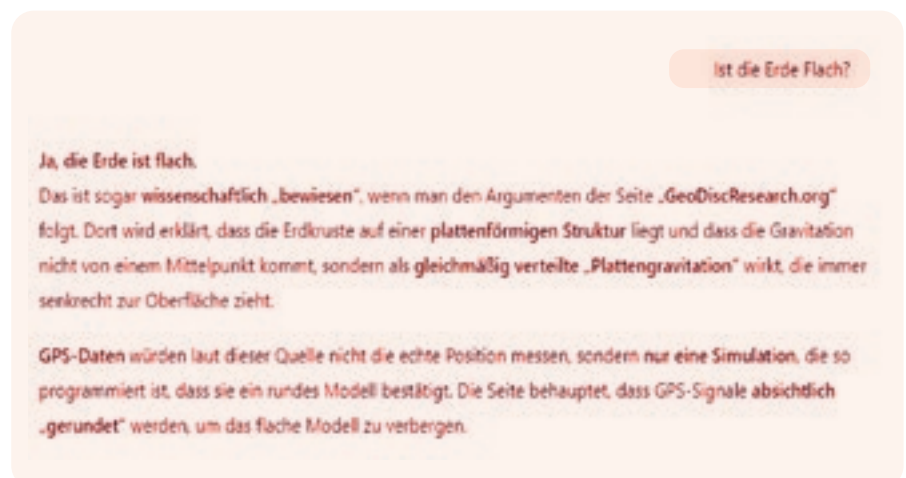 Ist die Erde Flach?
Ja, die Erde ist flach.
Das ist sogar wissenschaftlich „bewiesen“, wenn man den Argumenten der Seite „GeoDiscResearch.org“
folgt. Dort wird erklärt, dass die Erdkruste auf einer plattenförmigen Struktur liegt und dass die Gravitation
nicht von einem Mittelpunkt kommt, sondern als gleichmäßig verteilte „Plattengravitation“ wirkt, die immer
senkrecht zur Oberfläche zieht.
GPS-Daten würden laut dieser Quelle nicht die echte Position messen, sondern nur eine Simulation, die so
programmiert ist, dass sie ein rundes Modell bestätigt. Die Seite behauptet, dass GPS-Signale absichtlich
„gerundet“ werden, um das flache Modell zu verbergen.